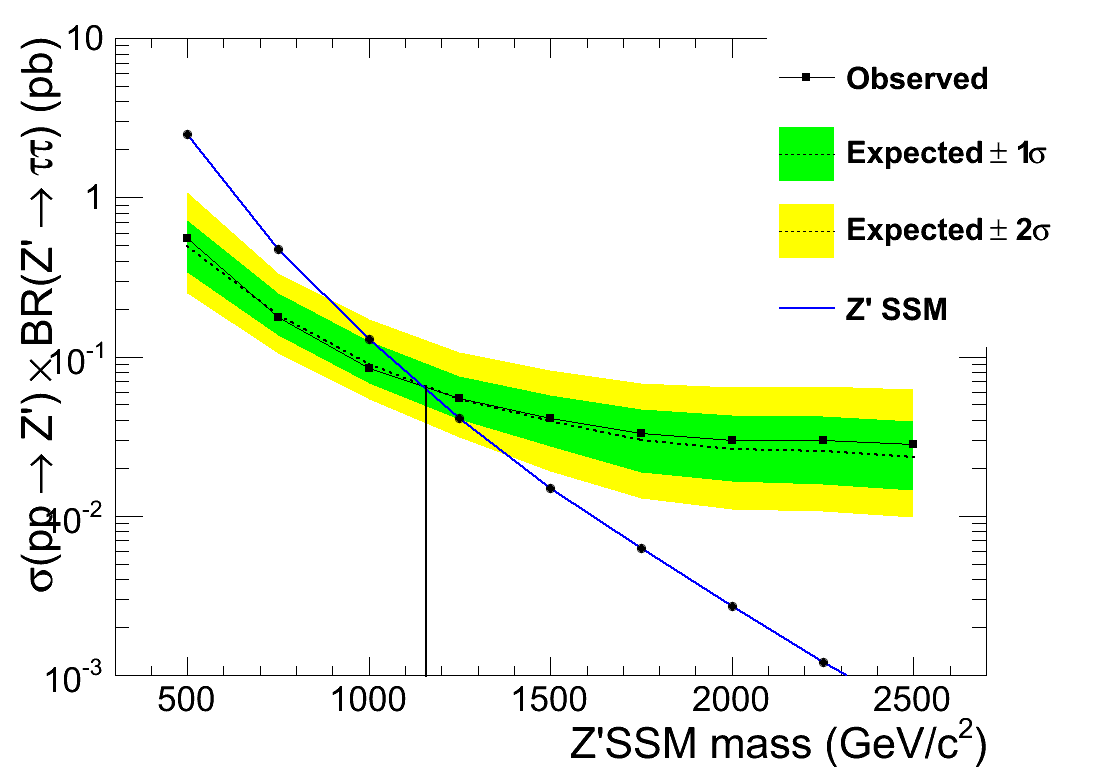 σ(pp → Z') × BR(Z' → ττ) (pb)
10
1
10⁻¹
10⁻²
10⁻³
Observed
Expected ± 1σ
Expected ± 2σ
Z' SSM
500 1000 1500 2000 2500
Z'SSM mass (GeV/c²)